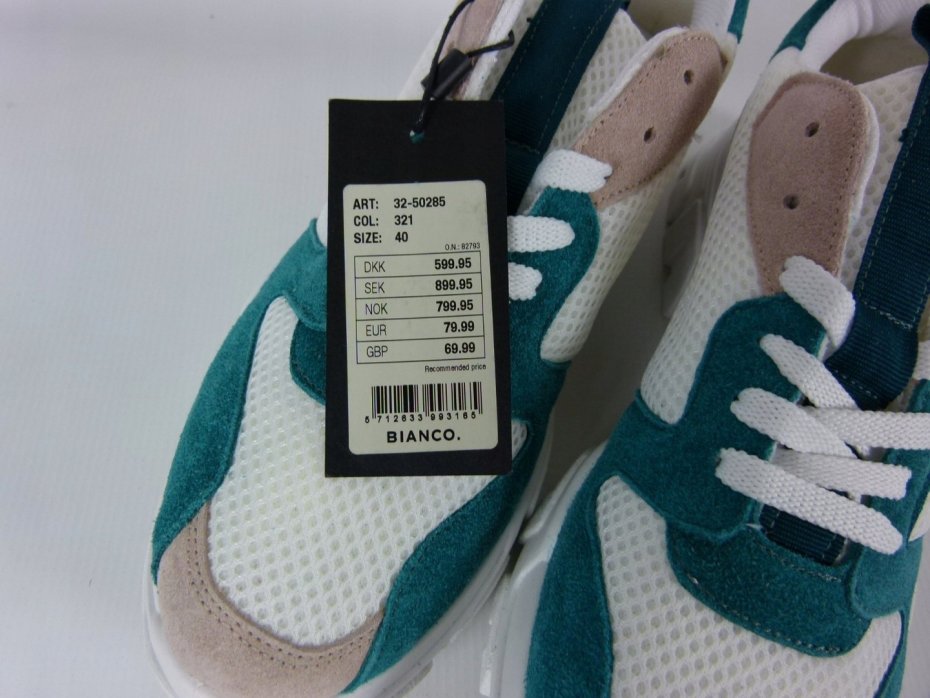 ART: 32-50285
COL: 321
SIZE: 40
O.N.: 82793
DKK 599.95
SEK 899.95
NOK 799.95
EUR 79.99
GBP 69.99
Recommended price
5 712633 993165
BIANCO.